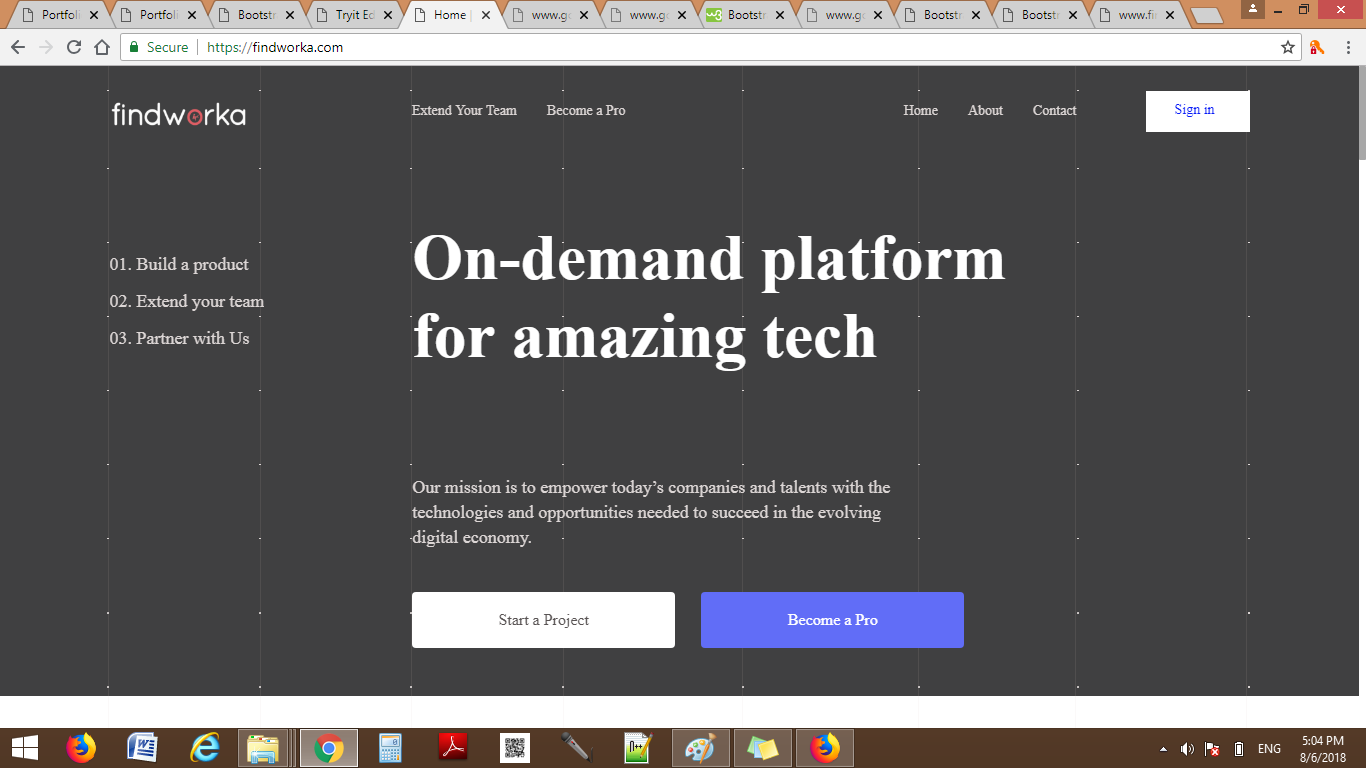 Portfoli
Portfoli
Bootstr
Tryit Ed
Home |
www.go
www.go
w3
Bootstr
www.go
Bootstr
Bootstr
www.fi
Secure
https://findworka.com
findworka
Extend Your Team
Become a Pro
Home
About
Contact
Sign in
01. Build a product
02. Extend your team
03. Partner with Us
On-demand platform
for amazing tech
Our mission is to empower today’s companies and talents with the
technologies and opportunities needed to succeed in the evolving
digital economy.
Start a Project
Become a Pro
ENG
5:04 PM
8/6/2018